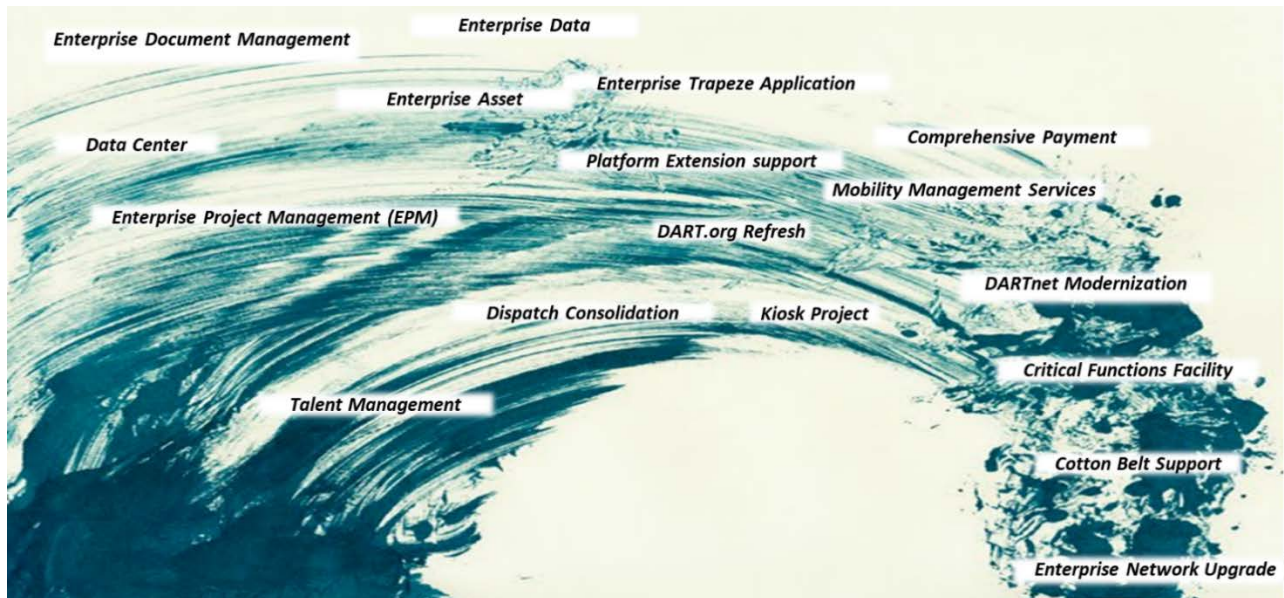 Enterprise Data
Enterprise Document Management
Enterprise Trapeze Application
Enterprise Asset
Comprehensive Payment
Data Center
Platform Extension support
Mobility Management Services
Enterprise Project Management (EPM)
DART.org Refresh
DARTnet Modernization
Dispatch Consolidation
Kiosk Project
Critical Functions Facility
Talent Management
Cotton Belt Support
Enterprise Network Upgrade